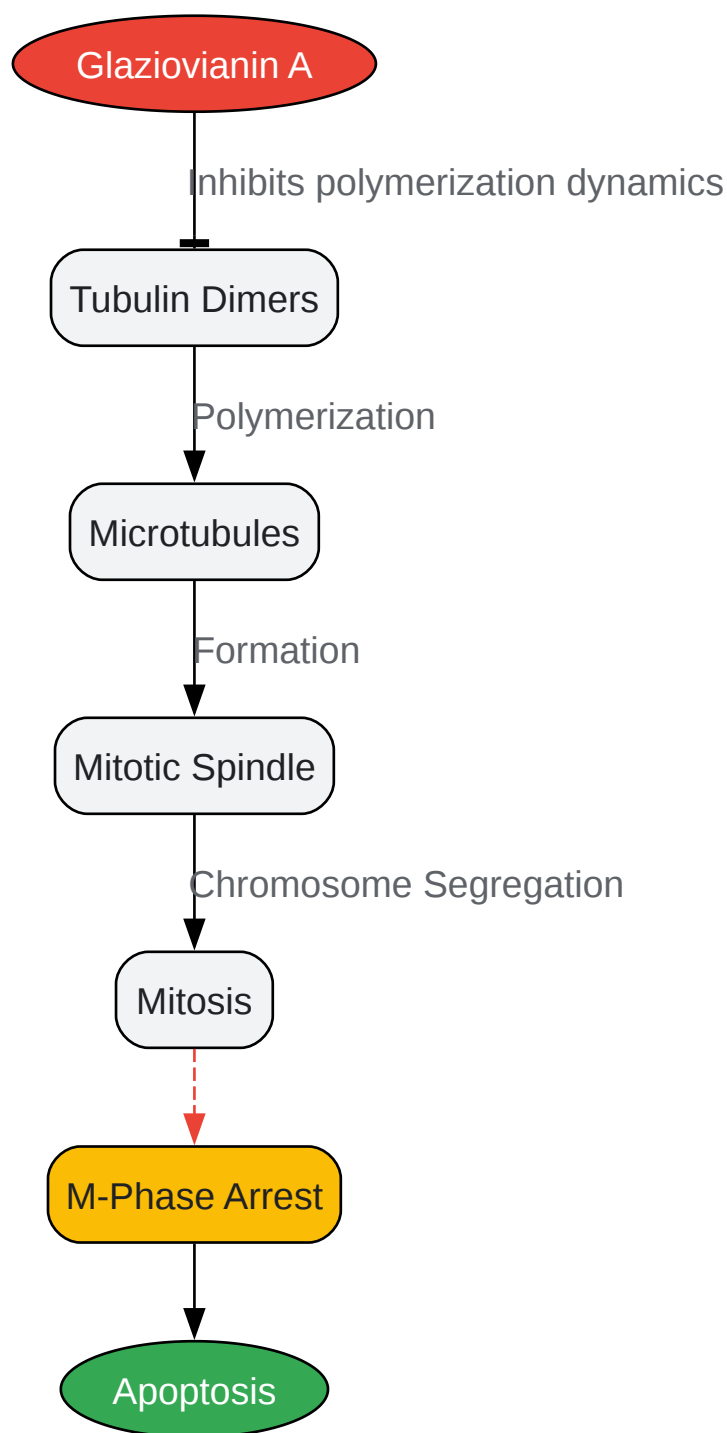 Glaziovianin A
Inhibits polymerization dynamics
Tubulin Dimers
Polymerization
Microtubules
Formation
Mitotic Spindle
Chromosome Segregation
Mitosis
M-Phase Arrest
Apoptosis